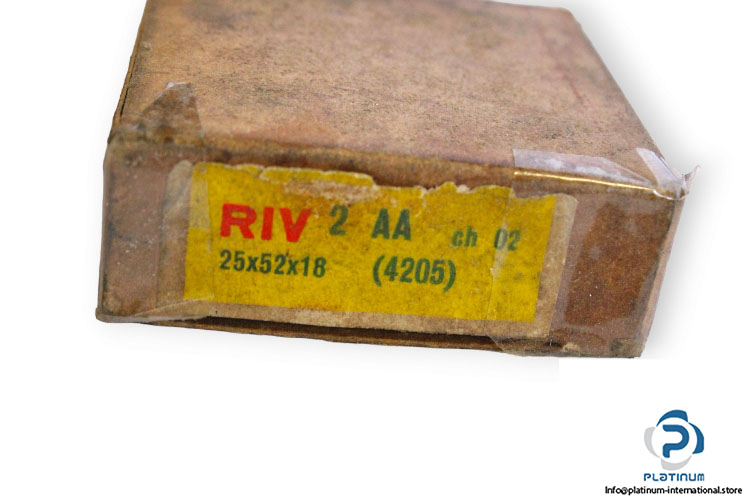 RIV 2 AA ch 02
25x52x18 (4205)
PLATINUM
Info@platinum-international.store